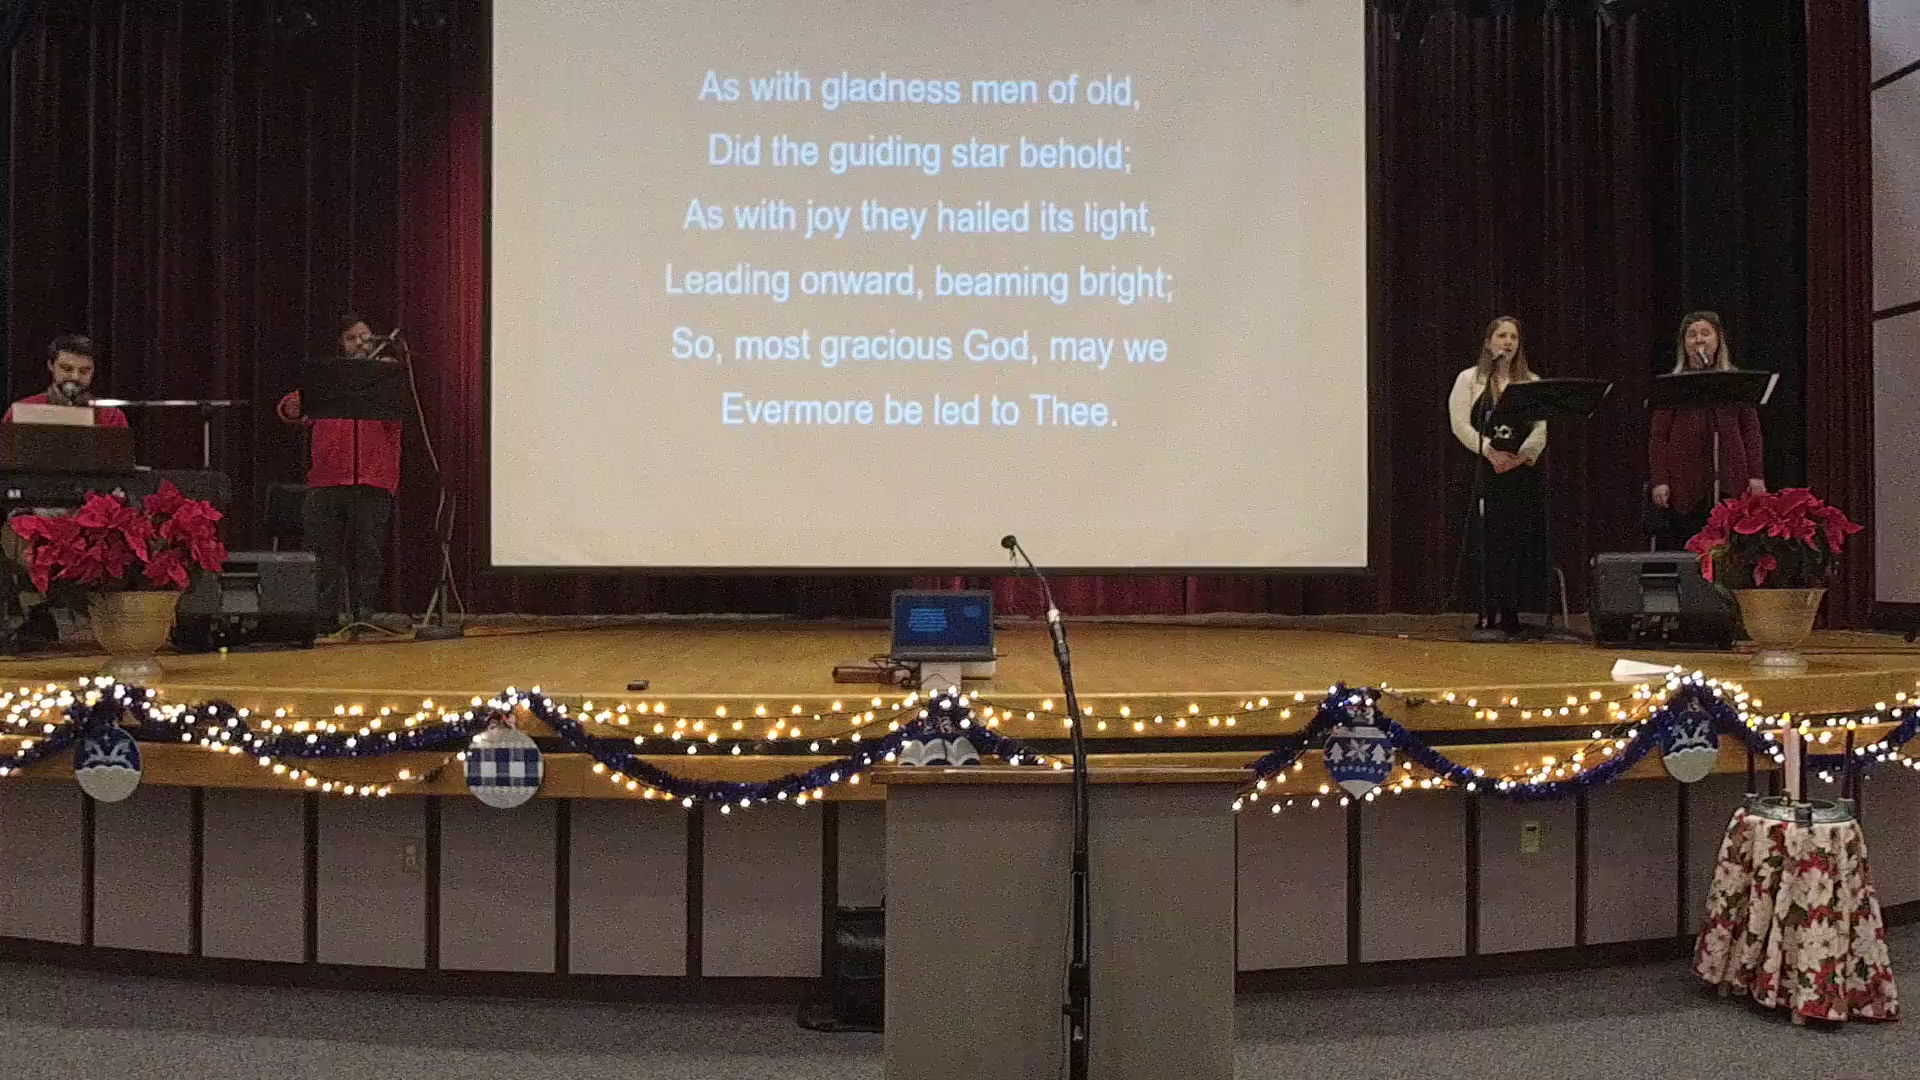 As with gladness men of old,
Did the guiding star behold;
As with joy they hailed its light,
Leading onward, beaming bright;
So, most gracious God, may we
Evermore be led to Thee.